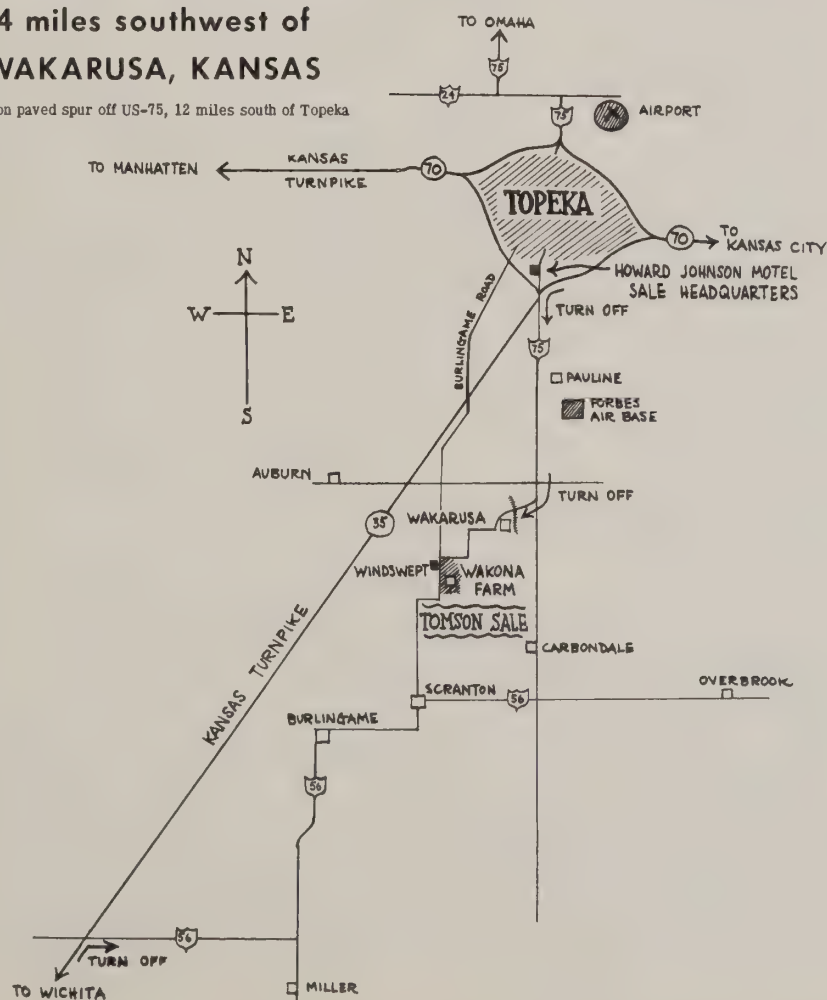 4 miles southwest of
WAKARUSA, KANSAS
on paved spur off US-75, 12 miles south of Topeka
TO OMAHA
75
24
75
AIRPORT
TO MANHATTEN
KANSAS
TURNPIKE
70
TOPEKA
70
TO
KANSAS CITY
HOWARD JOHNSON MOTEL
SALE HEADQUARTERS
N
W
E
S
TURN OFF
BURLINGAME ROAD
75
PAULINE
FORBES
AIR BASE
AUBURN
TURN OFF
35
WAKARUSA
WINDSWEPT
WAKONA
FARM
TOMSON SALE
CARBONDALE
KANSAS TURNPIKE
SCRANTON
56
OVERBROOK
BURLINGAME
56
56
TURN OFF
TO WICHITA
MILLER